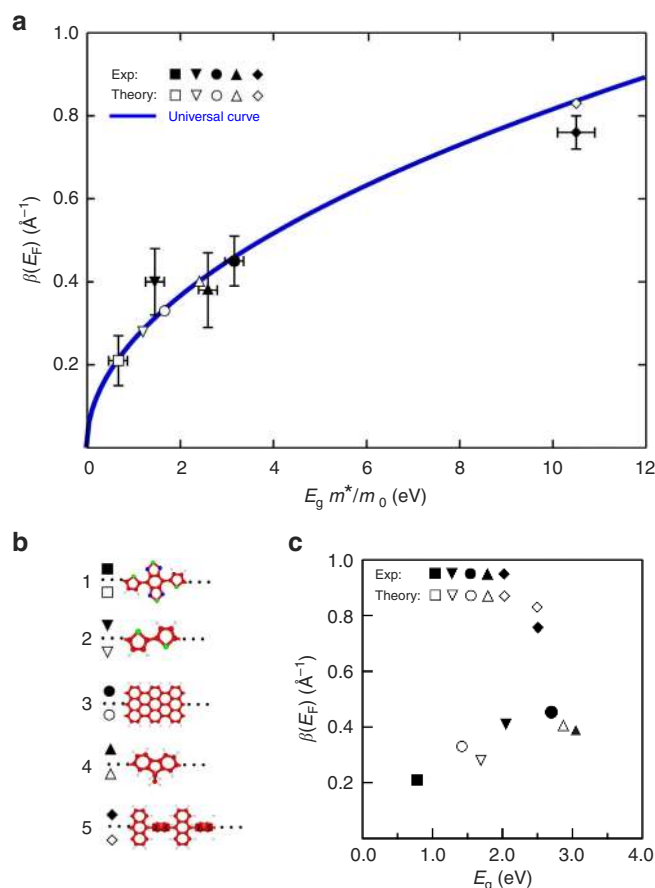 a
1.0
0.8
0.6
0.4
0.2
β(E_F) (Å⁻¹)
Exp:
Theory:
Universal curve
0 2 4 6 8 10 12
E_g m*/m_0 (eV)
b
1
2
3
4
5
c
1.0
0.8
0.6
0.4
0.2
β(E_F) (Å⁻¹)
Exp:
Theory:
0.0 1.0 2.0 3.0 4.0
E_g (eV)